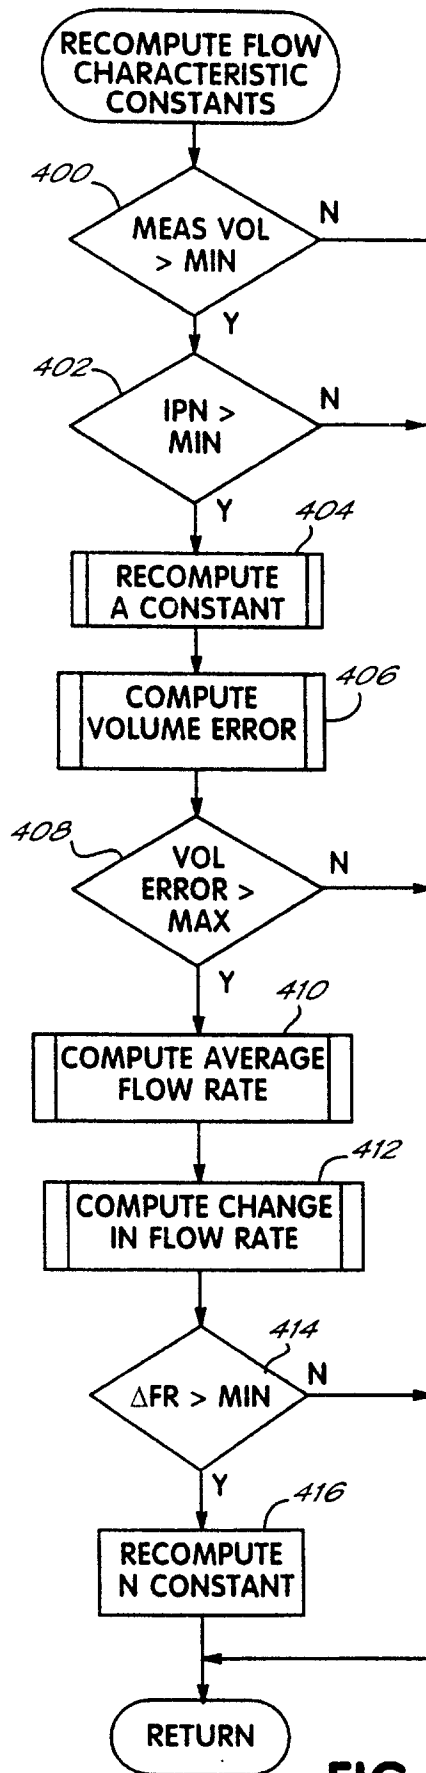 RECOMPUTE FLOW
CHARACTERISTIC
CONSTANTS
400
MEAS VOL
> MIN
N
Y
402
IPN >
MIN
N
Y
404
RECOMPUTE
A CONSTANT
406
COMPUTE
VOLUME ERROR
408
VOL
ERROR >
MAX
N
Y
410
COMPUTE AVERAGE
FLOW RATE
412
COMPUTE CHANGE
IN FLOW RATE
414
ΔFR > MIN
N
Y
416
RECOMPUTE
N CONSTANT
RETURN
FIG